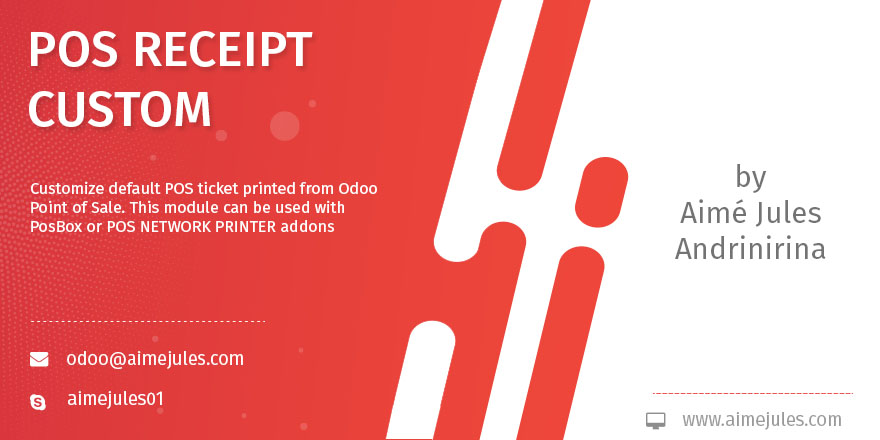 POS RECEIPT
CUSTOM
Customize default POS ticket printed from Odoo
Point of Sale. This module can be used with
PosBox or POS NETWORK PRINTER addons
odoo@aimejules.com
aimejules01
by
Aimé Jules
Andrinirina
www.aimejules.com